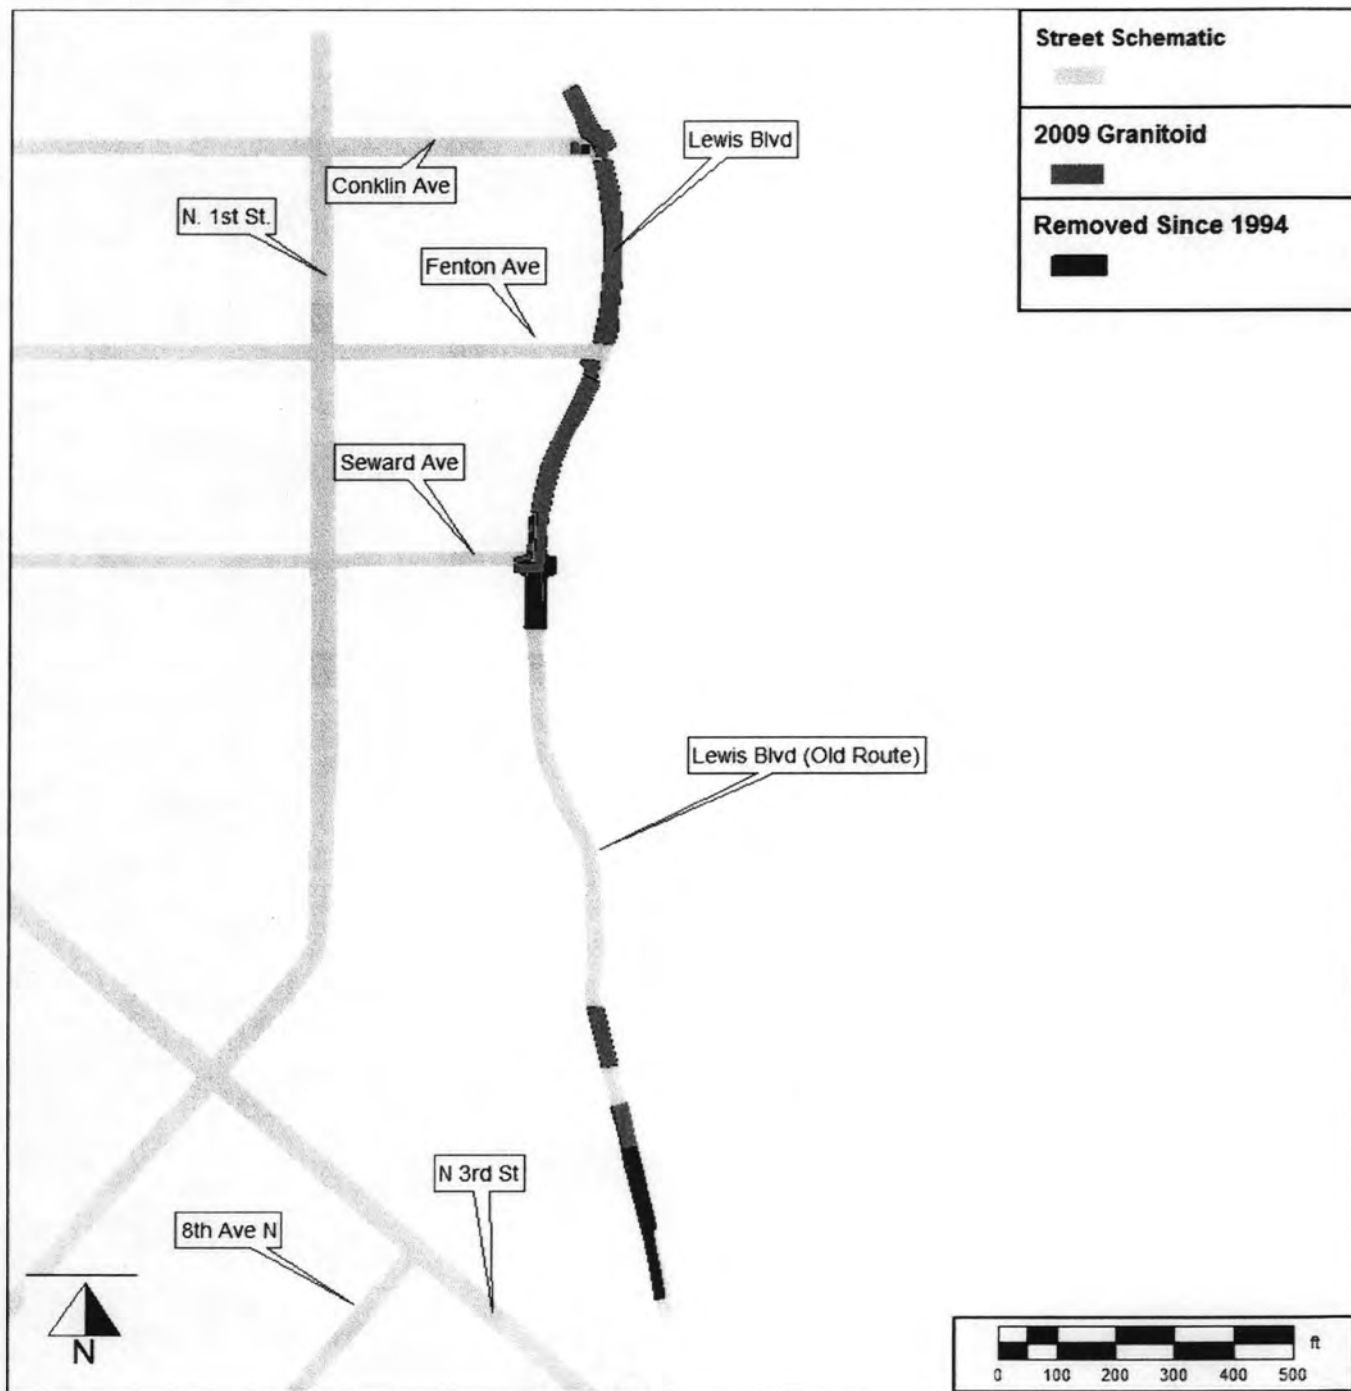 Street Schematic
2009 Granitoid
Removed Since 1994
Lewis Blvd
Conklin Ave
N. 1st St.
Fenton Ave
Seward Ave
Lewis Blvd (Old Route)
N 3rd St
8th Ave N
N
ft
0 100 200 300 400 500